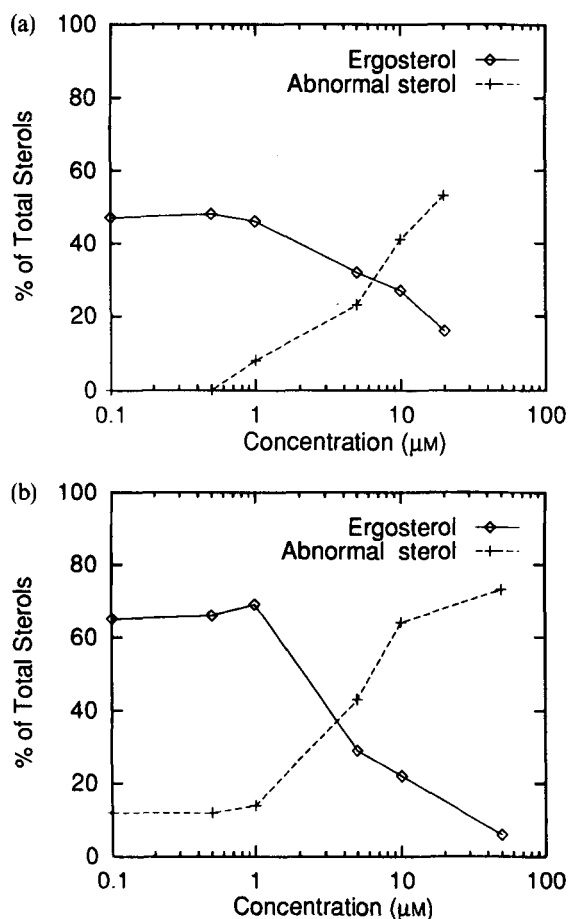 (a)
100
80
60
40
20
0
% of Total Sterols
Ergosterol
Abnormal sterol
0.1 1 10 100
Concentration (μM)
(b)
100
80
60
40
20
0
% of Total Sterols
Ergosterol
Abnormal sterol
0.1 1 10 100
Concentration (μM)